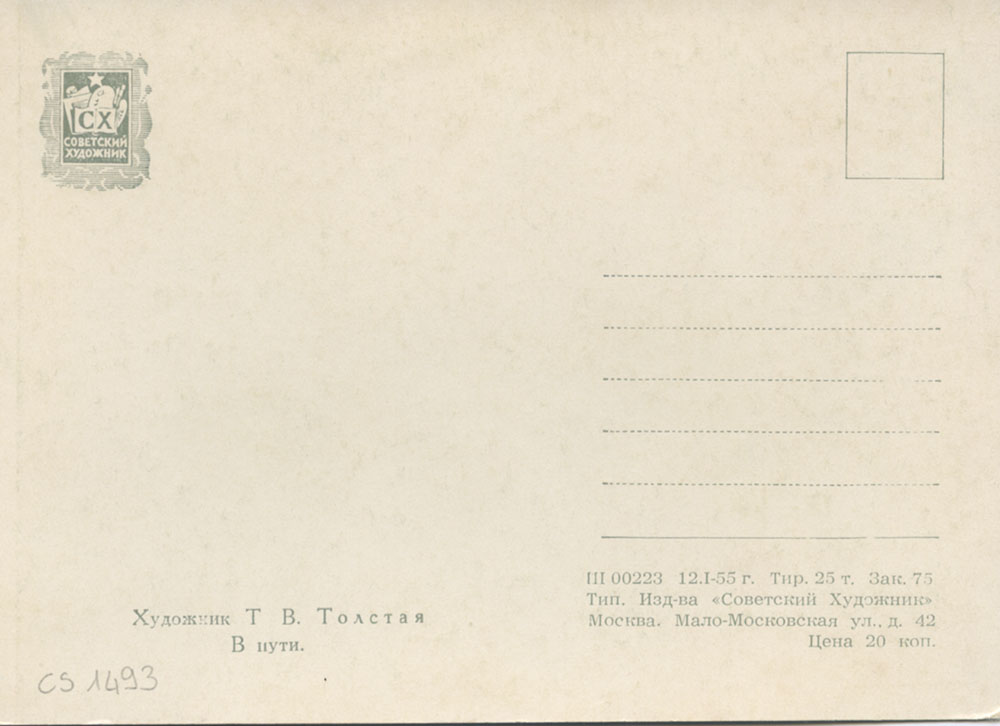 СХ
СОВЕТСКИЙ
ХУДОЖНИК
Художник Т В. Толстая
В пути.
CS 1493
Ш 00223 12.I-55 г. Тир. 25 т. Зак. 75
Тип. Изд-ва «Советский Художник»
Москва. Мало-Московская ул., д. 42
Цена 20 коп.